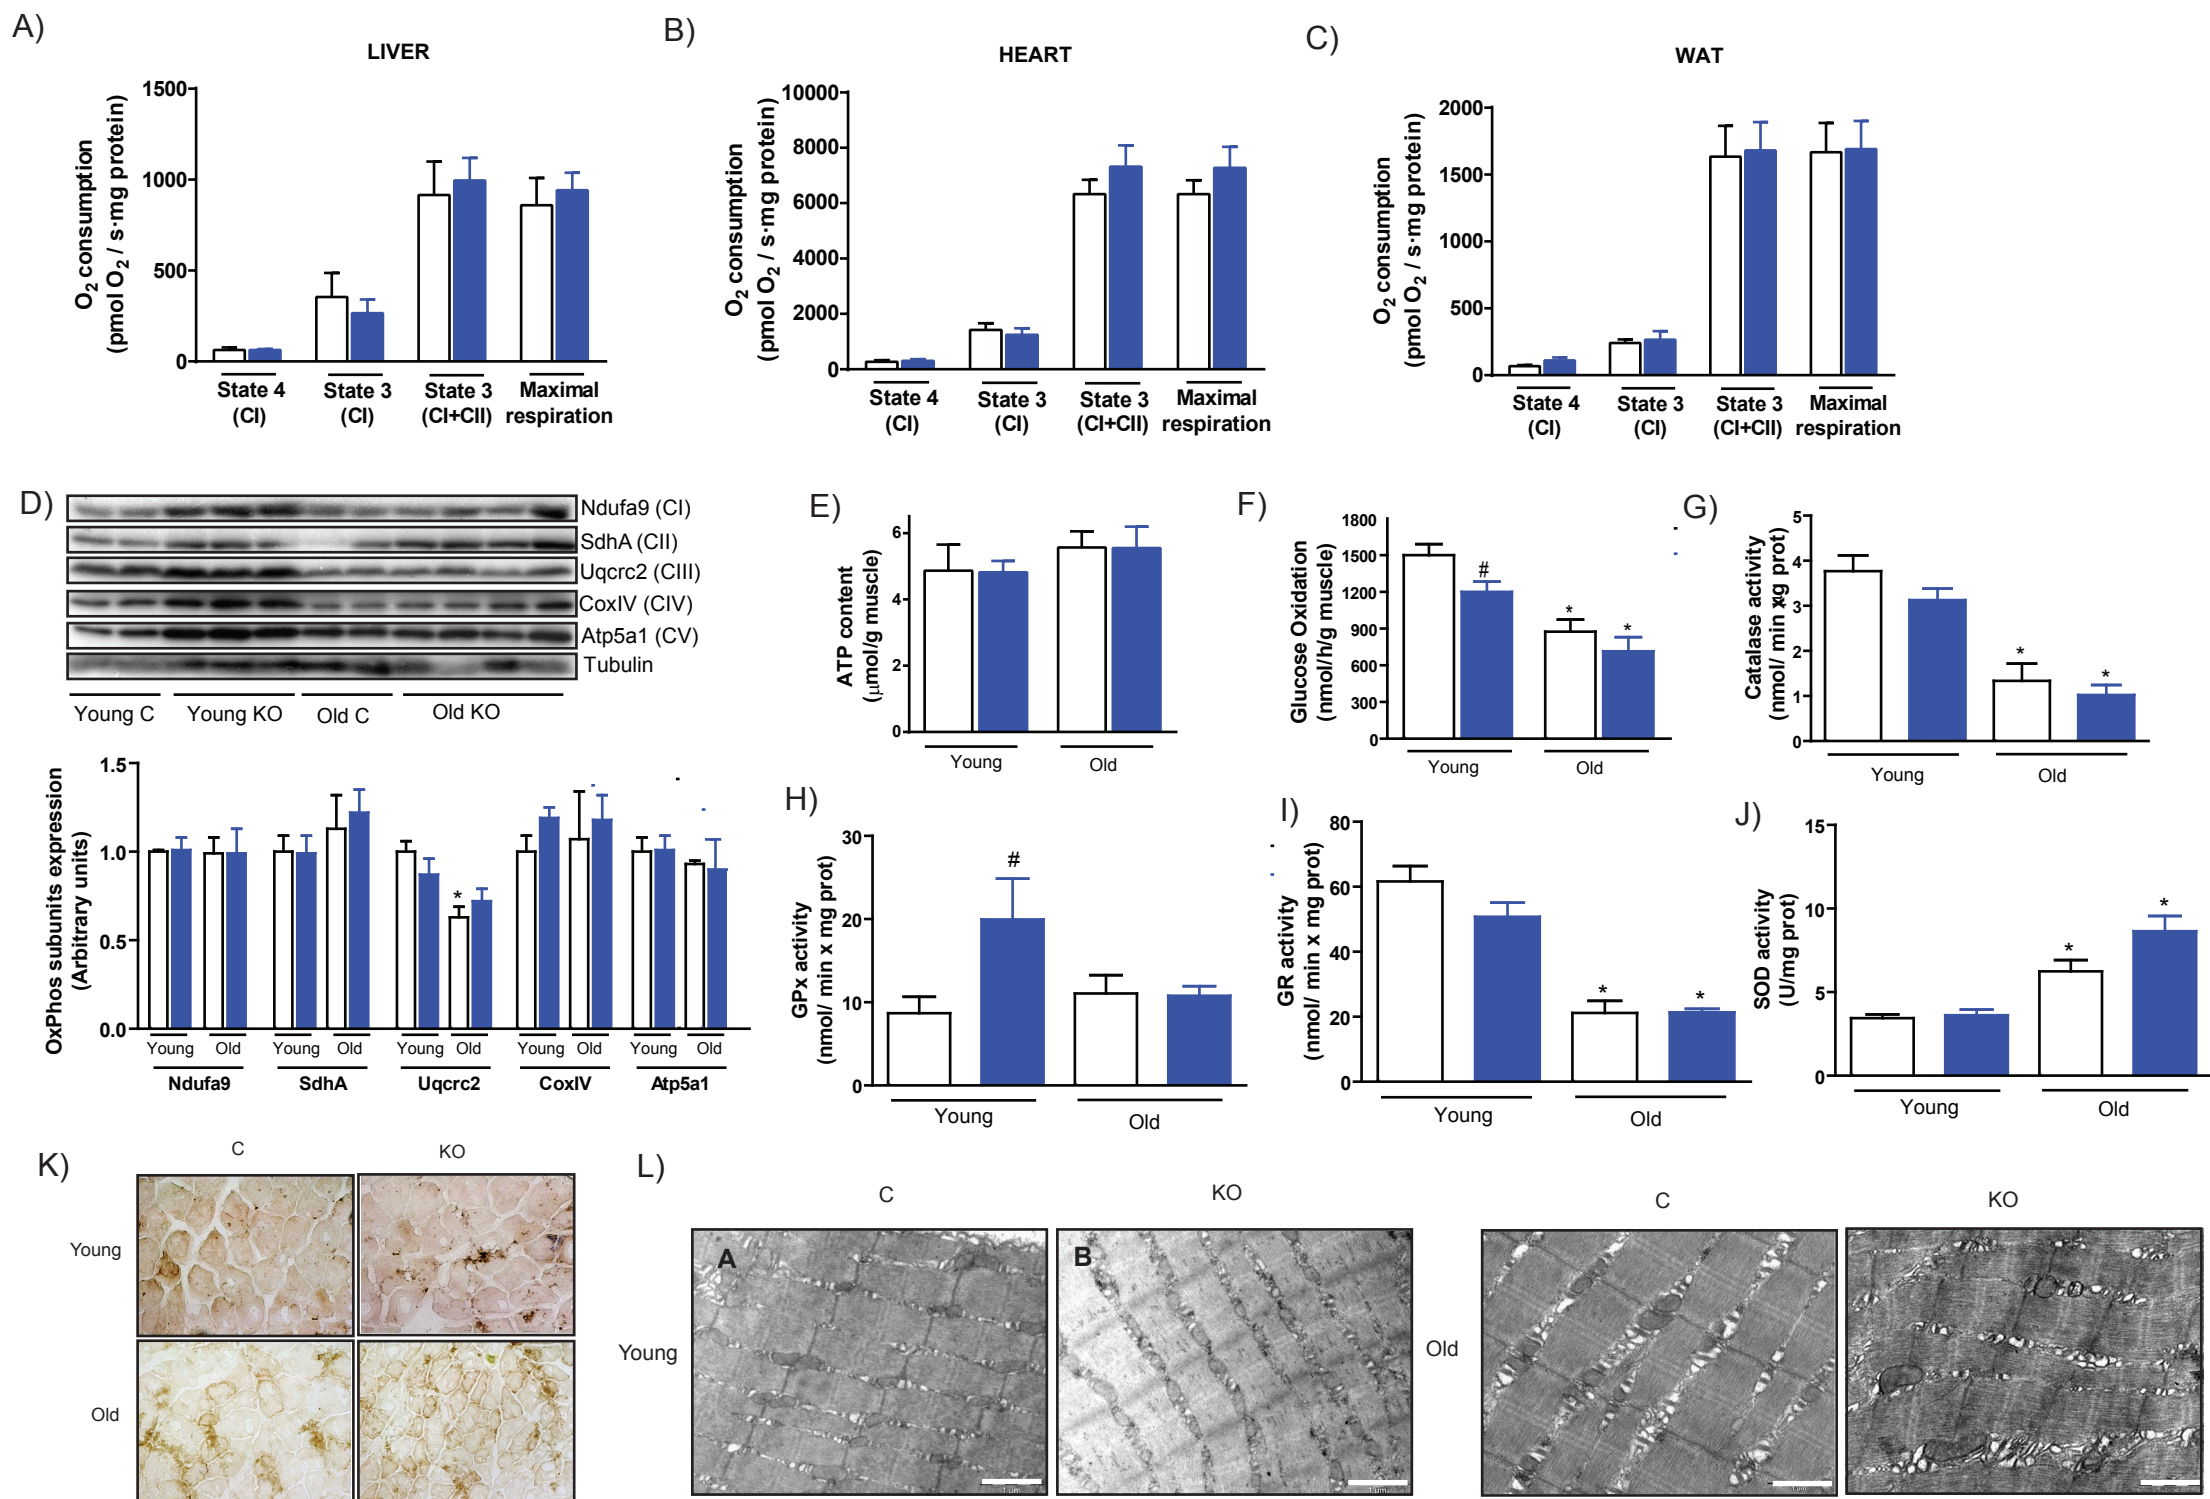 A)
LIVER
O2 consumption
(pmol O2 / s·mg protein)
1500
1000
500
0
State 4
(CI)
State 3
(CI)
State 3
(CI+CII)
Maximal
respiration
B)
HEART
O2 consumption
(pmol O2 / s·mg protein)
10000
8000
6000
4000
2000
0
State 4
(CI)
State 3
(CI)
State 3
(CI+CII)
Maximal
respiration
C)
WAT
O2 consumption
(pmol O2 / s·mg protein)
2000
1500
1000
500
0
State 4
(CI)
State 3
(CI)
State 3
(CI+CII)
Maximal
respiration
D)
Ndufa9 (CI)
SdhA (CII)
Uqcrc2 (CIII)
CoxIV (CIV)
Atp5a1 (CV)
Tubulin
Young C
Young KO
Old C
Old KO
OxPhos subunits expression
(Arbitrary units)
1.5
1.0
0.5
0.0
*
Young Old Young Old Young Old Young Old Young Old
Ndufa9 SdhA Uqcrc2 CoxIV Atp5a1
E)
ATP content
(µmol/g muscle)
6
4
2
0
Young Old
F)
Glucose Oxidation
(nmol/h/g muscle)
1800
1500
1200
900
600
300
0
# * *
Young Old
G)
Catalase activity
(nmol/ min x g prot)
5
4
3
2
1
0
* *
Young Old
H)
GPx activity
(nmol/ min x mg prot)
30
20
10
0
#
Young Old
I)
GR activity
(nmol/ min x mg prot)
80
60
40
20
0
* *
Young Old
J)
SOD activity
(U/mg prot)
15
10
5
0
* *
Young Old
K)
C KO
Young
Old
L)
C KO
Young
A B
1 µm
1 µm
C KO
Old
1 µm